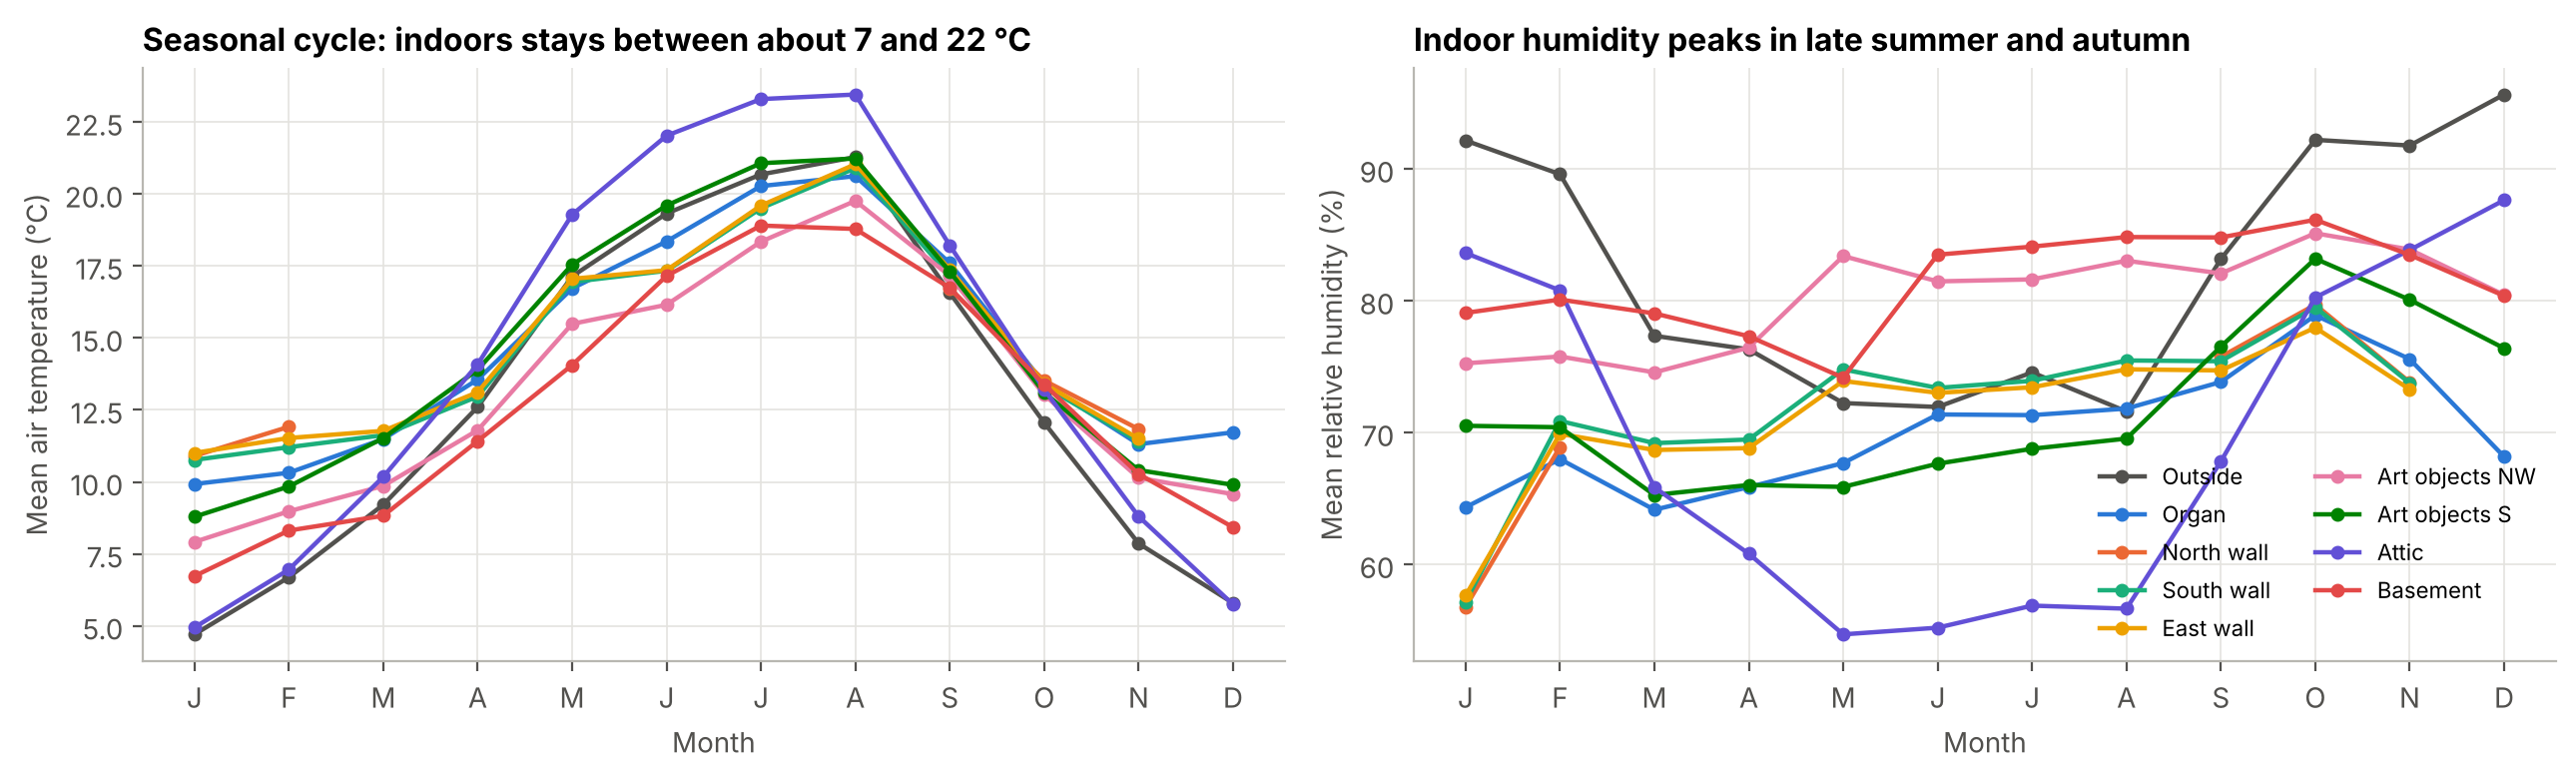 Seasonal cycle: indoors stays between about 7 and 22 °C
Mean air temperature (°C)
22.5
20.0
17.5
15.0
12.5
10.0
7.5
5.0
J F M A M J J A S O N D
Month
Indoor humidity peaks in late summer and autumn
Mean relative humidity (%)
90
80
70
60
Outside
Organ
North wall
South wall
East wall
Art objects NW
Art objects S
Attic
Basement
J F M A M J J A S O N D
Month